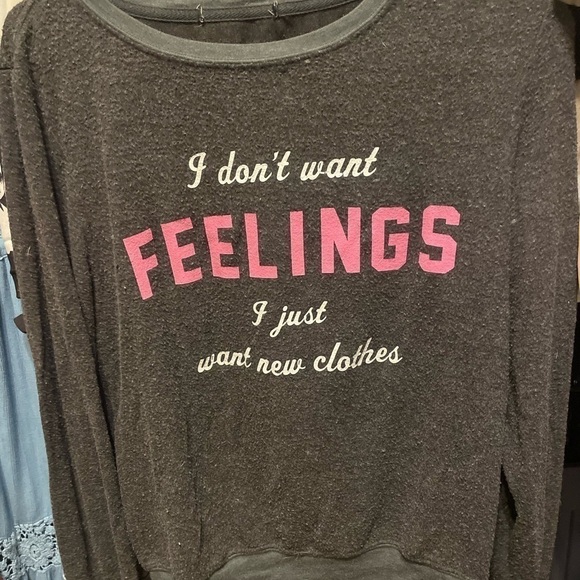 I don't want
FEELINGS
I just
want new clothes